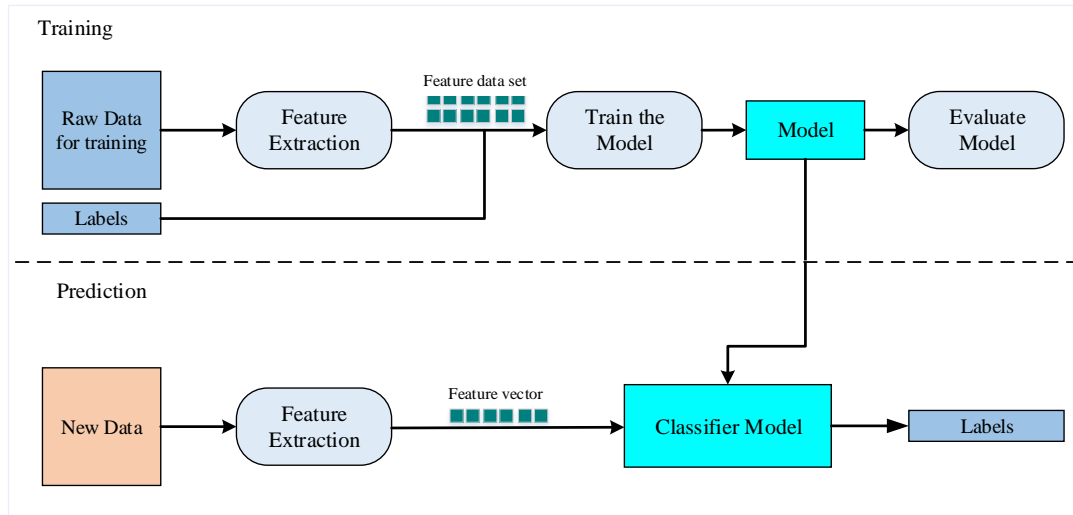 Training
Raw Data
for training
Feature
Extraction
Feature data set
Train the
Model
Model
Evaluate
Model
Labels
Prediction
New Data
Feature
Extraction
Feature vector
Classifier Model
Labels